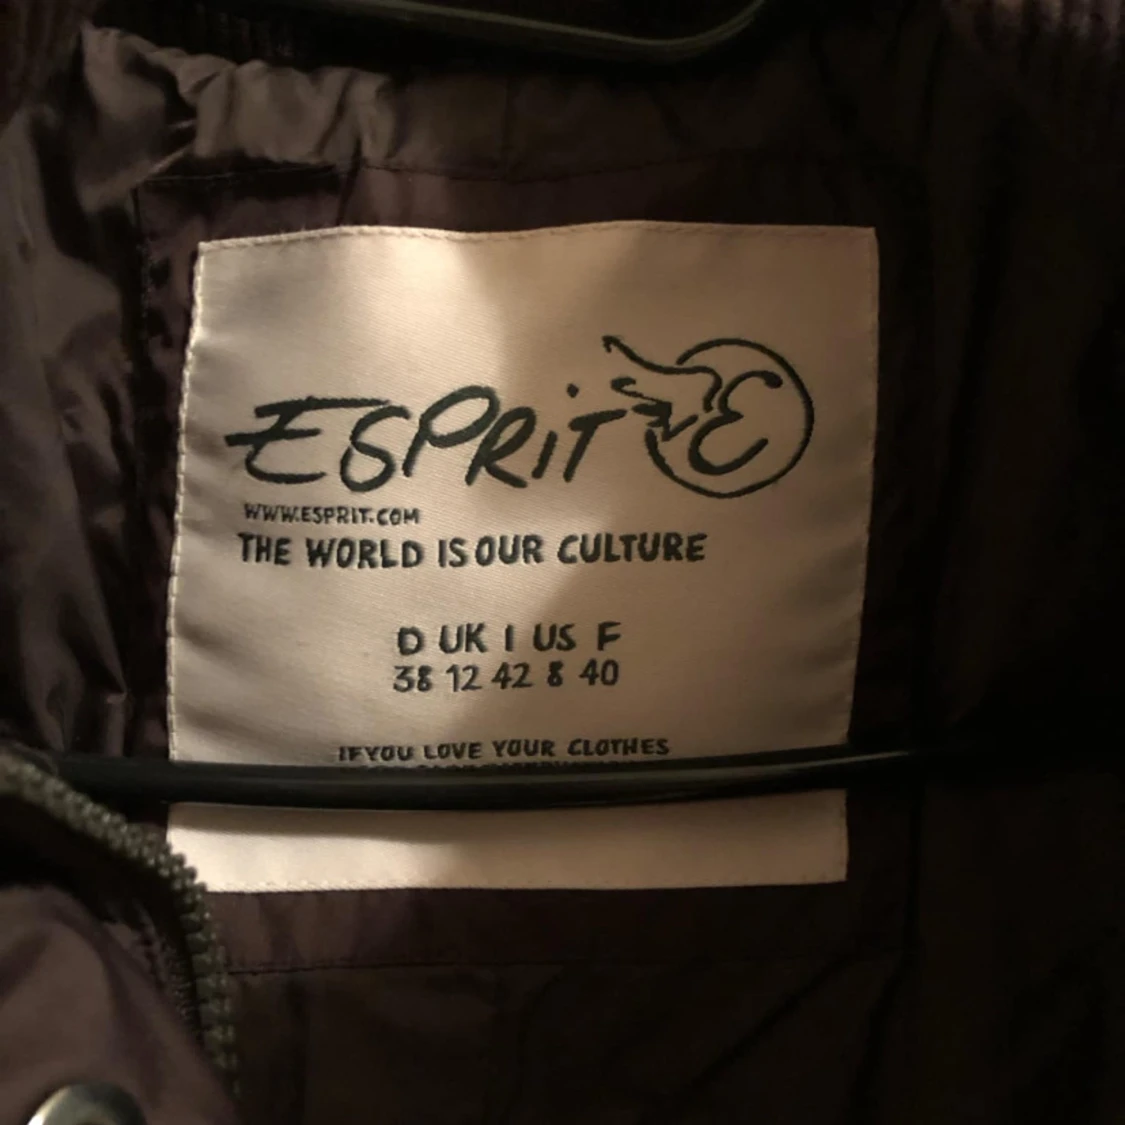 ESPRIT E
WWW.ESPRIT.COM
THE WORLD IS OUR CULTURE
D UK I US F
38 12 42 8 40
IF YOU LOVE YOUR CLOTHES